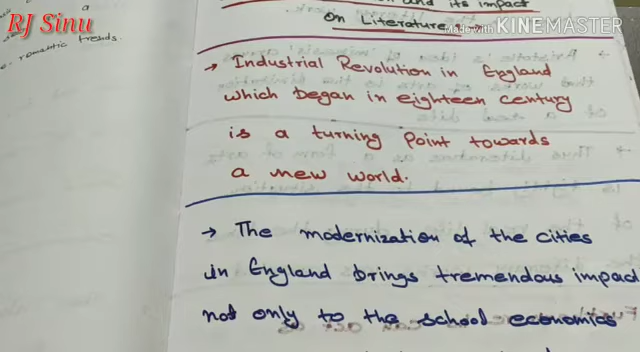 RJ Sinu
a
romantic trends.
and its impact
On Literature
Made with KINEMASTER
→ Industrial Revolution in England
which began in eighteen century
is a turning point towards
a new world.
→ The modernization of the cities
in England brings tremendous impact
not only to the school economics